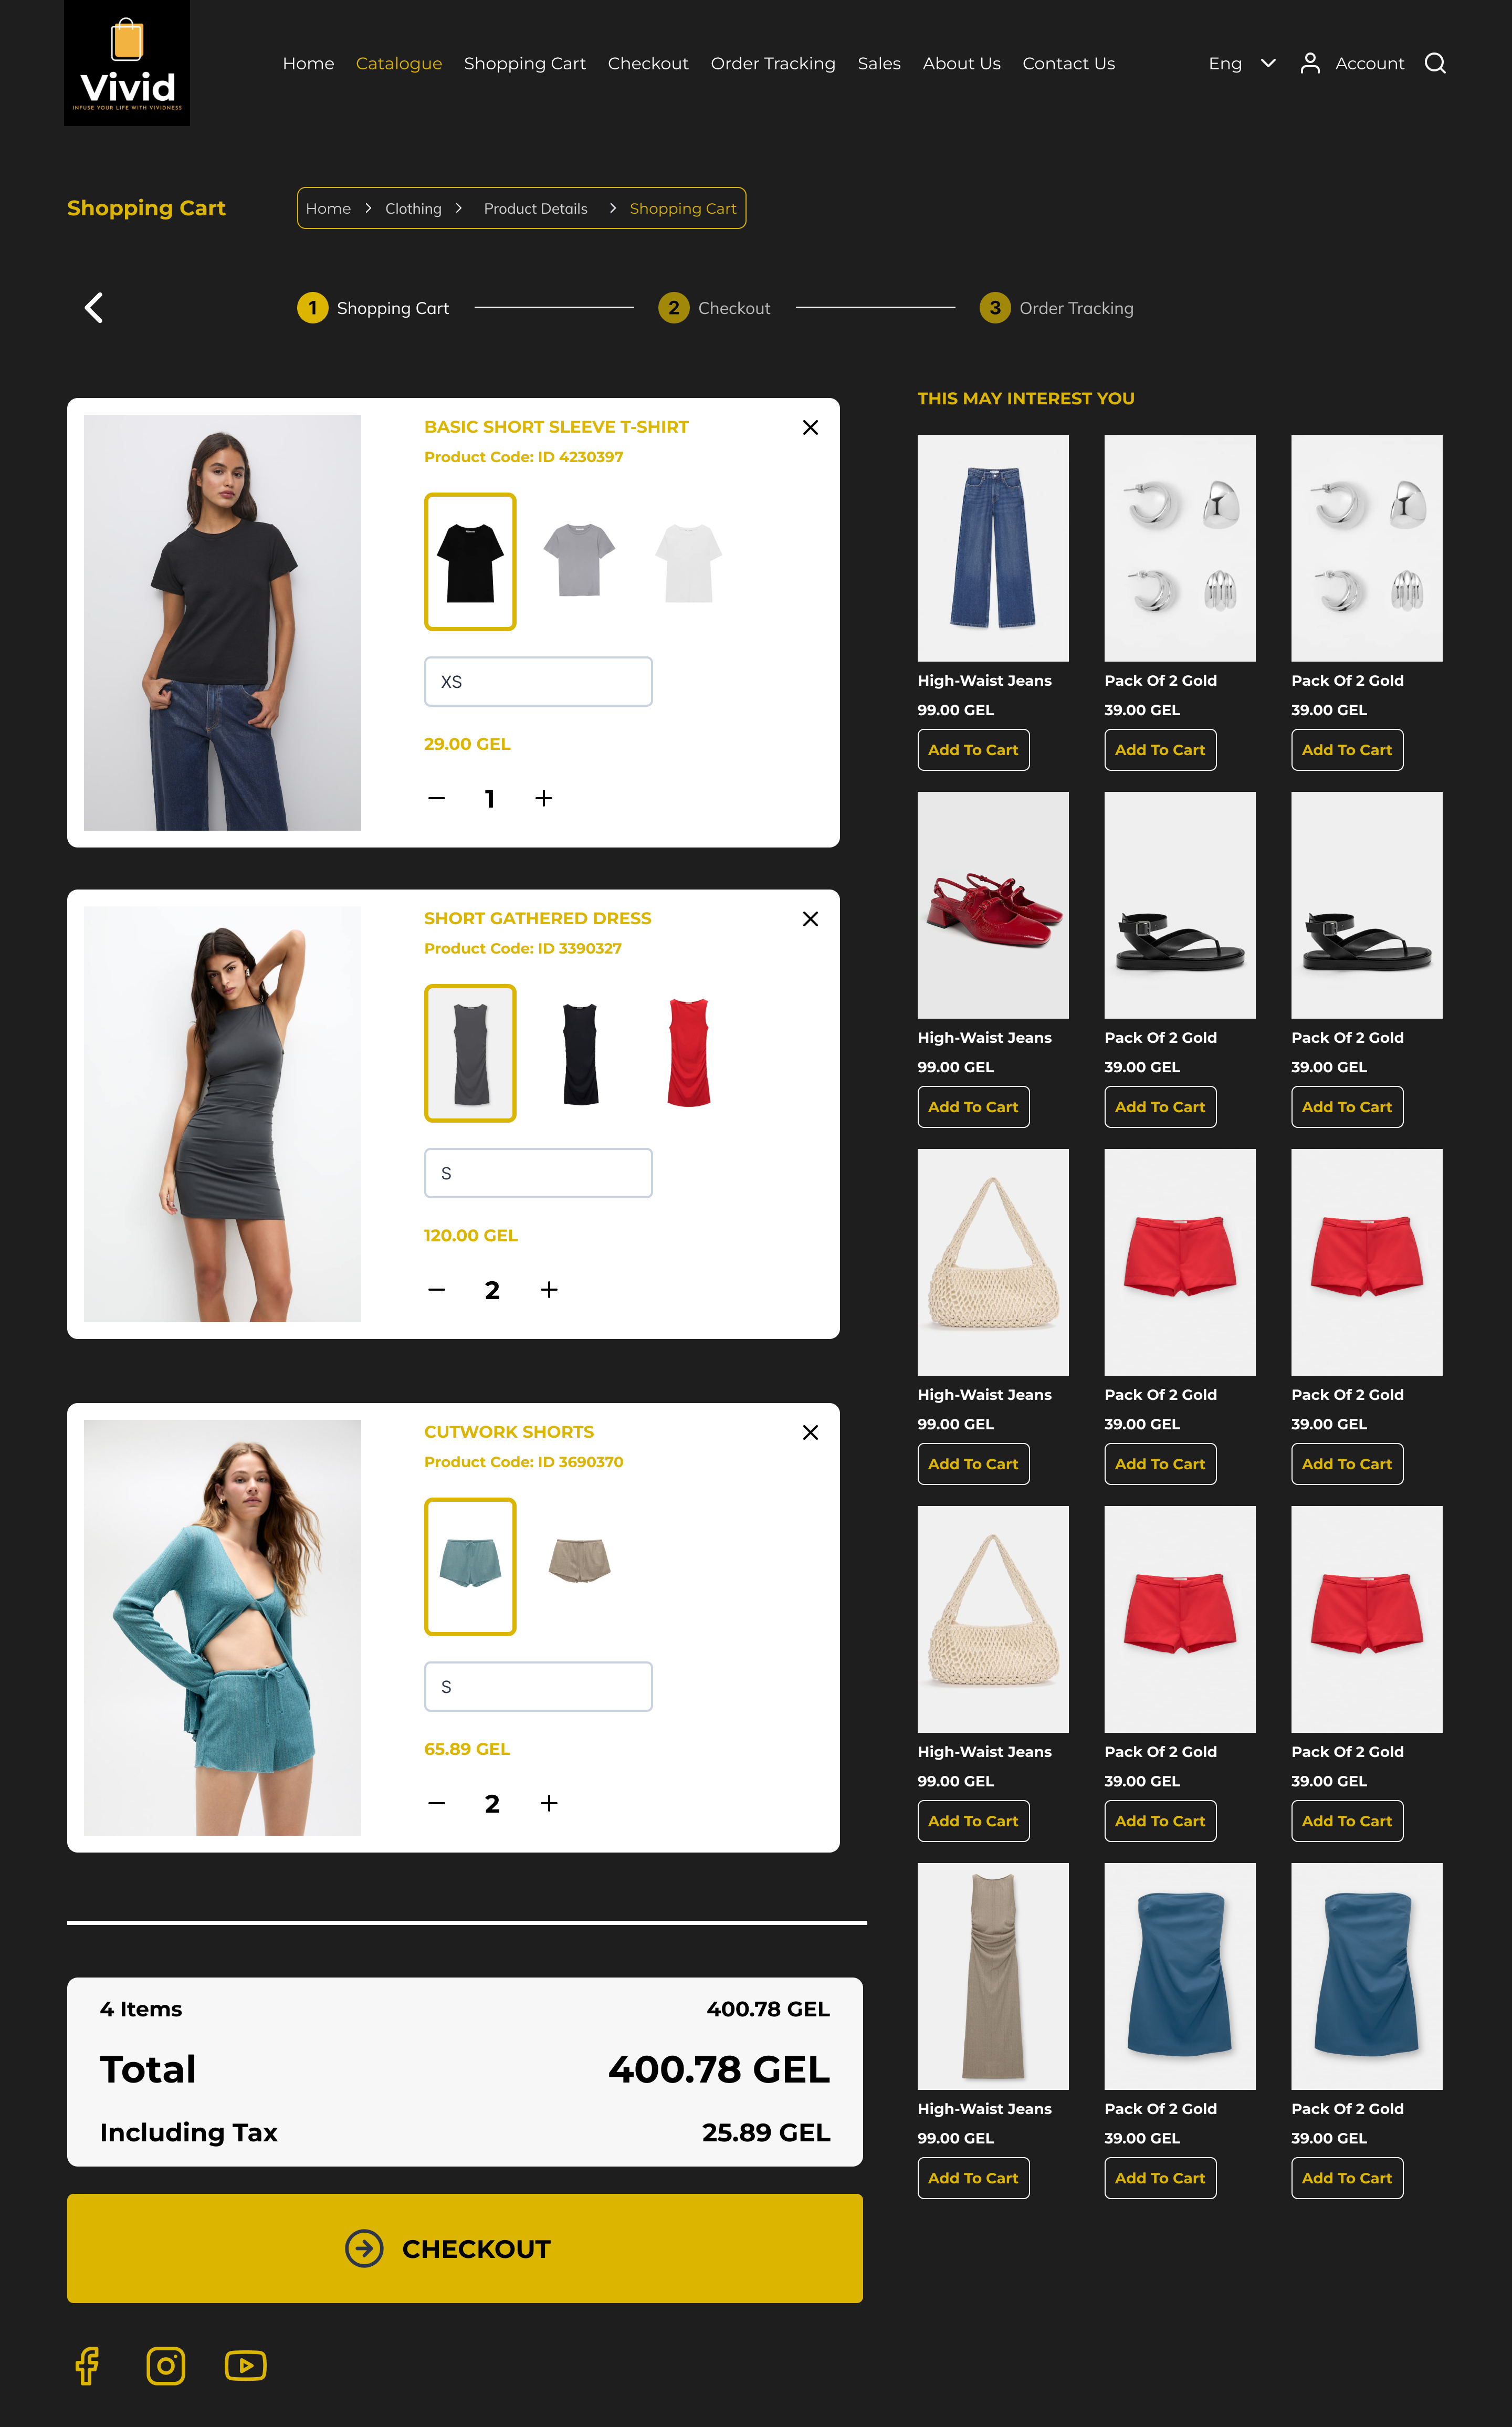 Vivid
INFUSE YOUR LIFE WITH VIVIDNESS
Home Catalogue Shopping Cart Checkout Order Tracking Sales About Us Contact Us Eng Account
Shopping Cart
Home Clothing Product Details Shopping Cart
1 Shopping Cart 2 Checkout 3 Order Tracking
BASIC SHORT SLEEVE T-SHIRT
Product Code: ID 4230397
XS
29.00 GEL
1
SHORT GATHERED DRESS
Product Code: ID 3390327
S
120.00 GEL
2
CUTWORK SHORTS
Product Code: ID 3690370
S
65.89 GEL
2
4 Items 400.78 GEL
Total 400.78 GEL
Including Tax 25.89 GEL
CHECKOUT
THIS MAY INTEREST YOU
High-Waist Jeans Pack Of 2 Gold Pack Of 2 Gold
99.00 GEL 39.00 GEL 39.00 GEL
Add To Cart Add To Cart Add To Cart
High-Waist Jeans Pack Of 2 Gold Pack Of 2 Gold
99.00 GEL 39.00 GEL 39.00 GEL
Add To Cart Add To Cart Add To Cart
High-Waist Jeans Pack Of 2 Gold Pack Of 2 Gold
99.00 GEL 39.00 GEL 39.00 GEL
Add To Cart Add To Cart Add To Cart
High-Waist Jeans Pack Of 2 Gold Pack Of 2 Gold
99.00 GEL 39.00 GEL 39.00 GEL
Add To Cart Add To Cart Add To Cart
High-Waist Jeans Pack Of 2 Gold Pack Of 2 Gold
99.00 GEL 39.00 GEL 39.00 GEL
Add To Cart Add To Cart Add To Cart